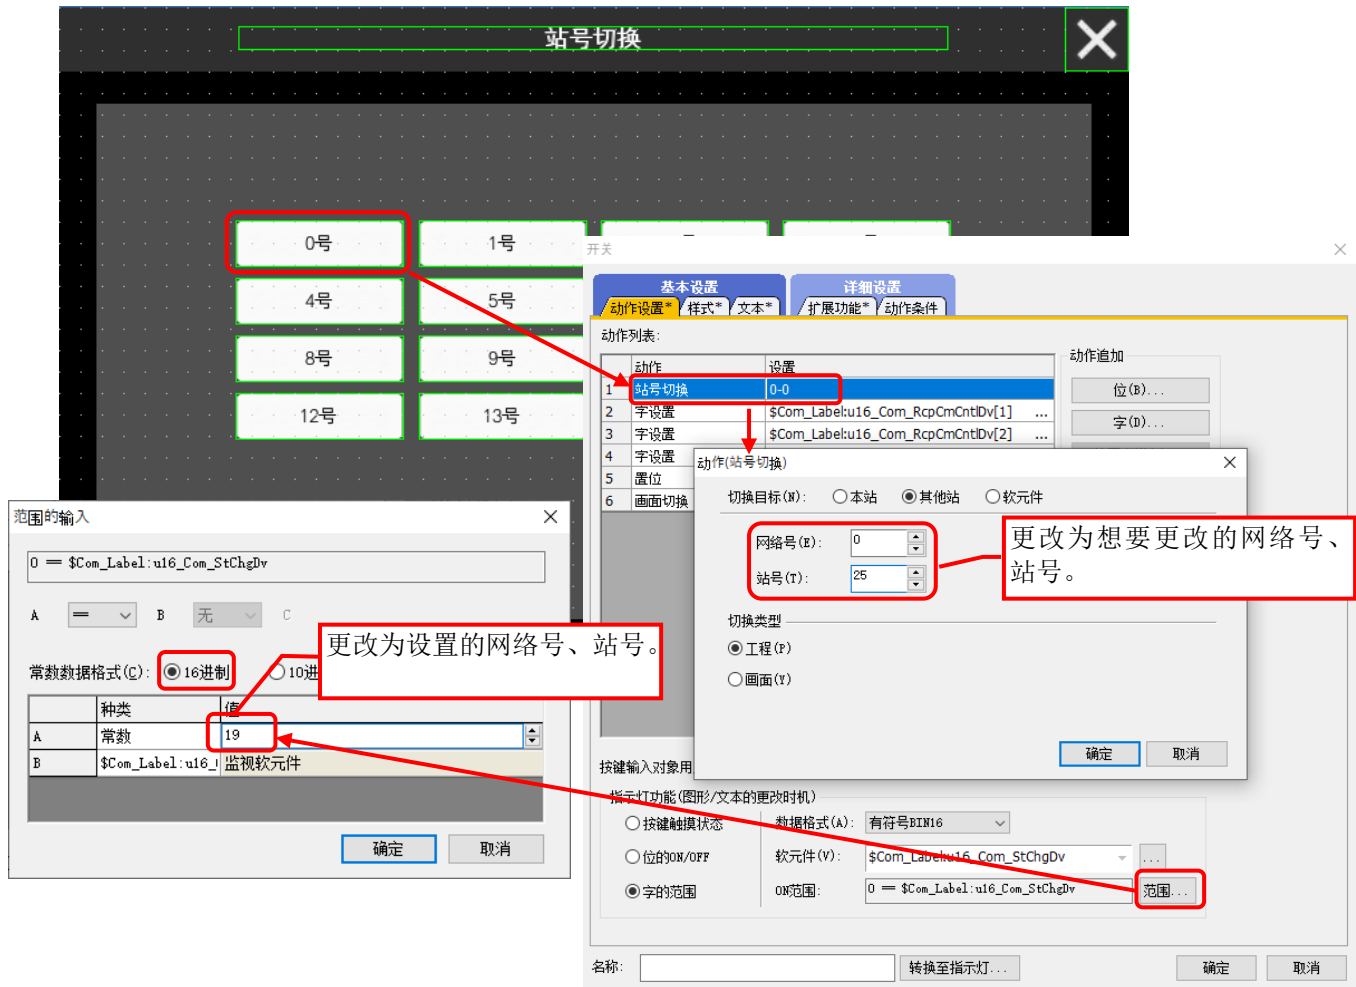 站号切换
0号
1号
4号
5号
8号
9号
12号
13号
开关
基本设置
详细设置
动作设置*
样式*
文本*
扩展功能*
动作条件
动作列表:
动作
设置
1 站号切换 0-0
2 字设置 $Com_Label:u16_Com_RcpCmCntlDv[1] ...
3 字设置 $Com_Label:u16_Com_RcpCmCntlDv[2] ...
4 字设置
5 置位
6 画面切换
动作追加
位(B)...
字(D)...
动作(站号切换)
切换目标(N): 本站 其他站 软元件
网络号(E): 0
站号(T): 25
更改为想要更改的网络号、
站号。
切换类型
工程(P)
画面(Y)
确定
取消
范围的输入
0 == $Com_Label:u16_Com_StChgDv
A == B 无 C
更改为设置的网络号、站号。
常数数据格式(C): 16进制 10进
种类 值
A 常数 19
B $Com_Label:u16_ 监视软元件
确定
取消
按键输入对象用
指示灯功能(图形/文本的更改时机)
按键触摸状态
位的ON/OFF
字的范围
数据格式(A): 有符号BIN16
软元件(V): $Com_Label:u16_Com_StChgDv ...
ON范围: 0 == $Com_Label:u16_Com_StChgDv 范围...
名称:
转换至指示灯...
确定
取消